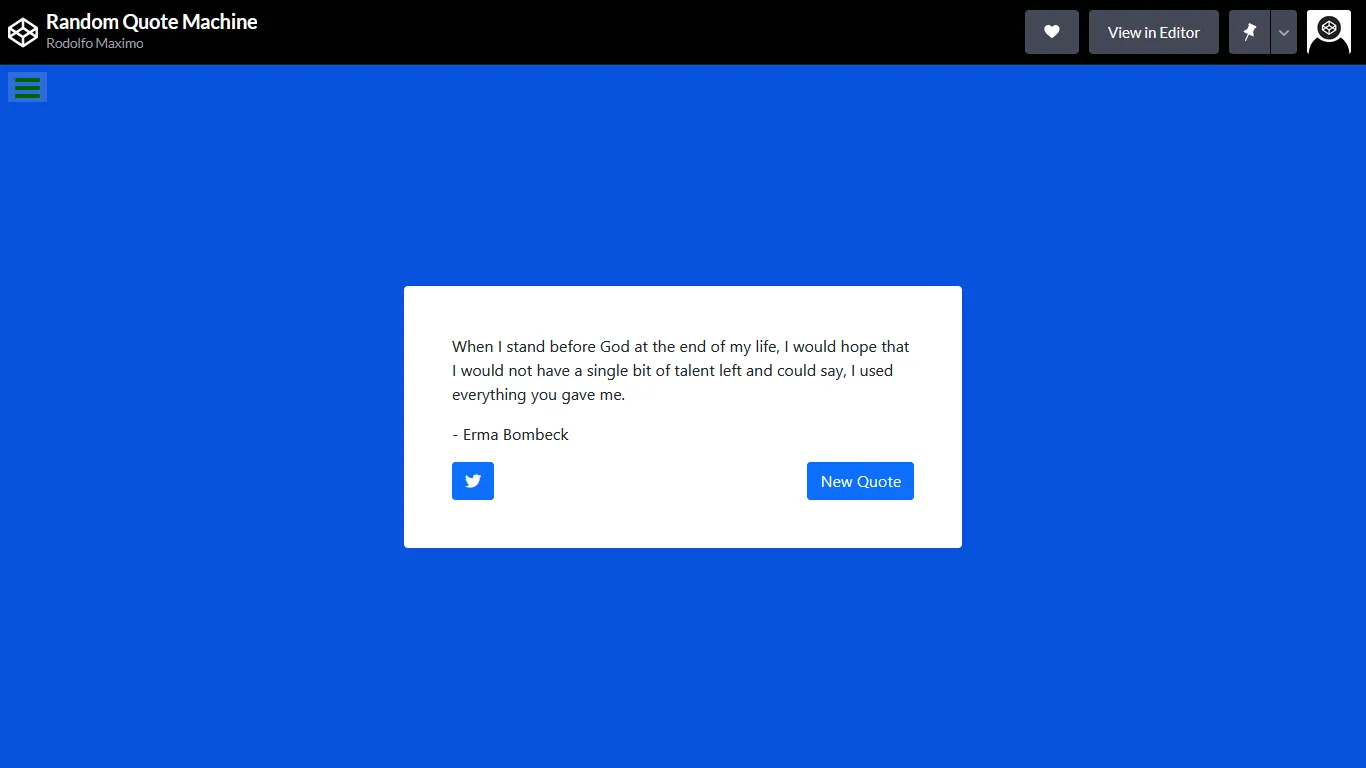 Random Quote Machine
Rodolfo Maximo
View in Editor
When I stand before God at the end of my life, I would hope that
I would not have a single bit of talent left and could say, I used
everything you gave me.
- Erma Bombeck
New Quote